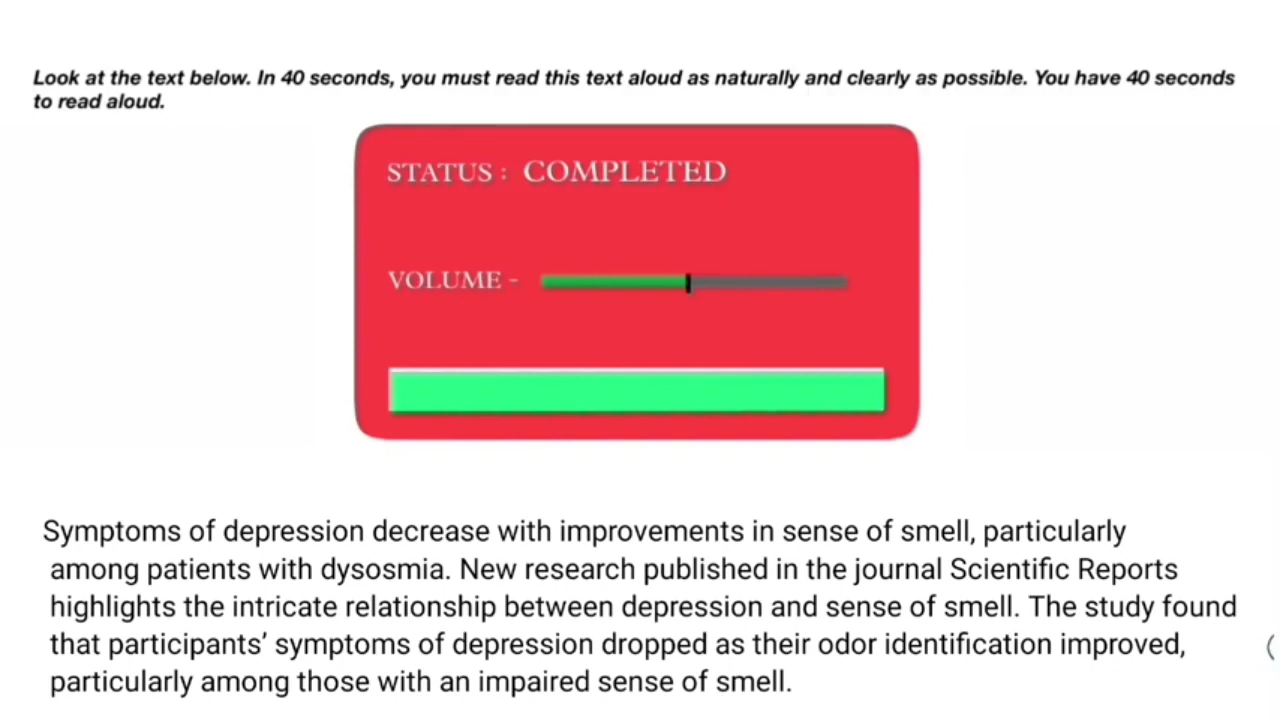 Look at the text below. In 40 seconds, you must read this text aloud as naturally and clearly as possible. You have 40 seconds
to read aloud.
STATUS : COMPLETED
VOLUME -
Symptoms of depression decrease with improvements in sense of smell, particularly
among patients with dysosmia. New research published in the journal Scientific Reports
highlights the intricate relationship between depression and sense of smell. The study found
that participants’ symptoms of depression dropped as their odor identification improved,
particularly among those with an impaired sense of smell.